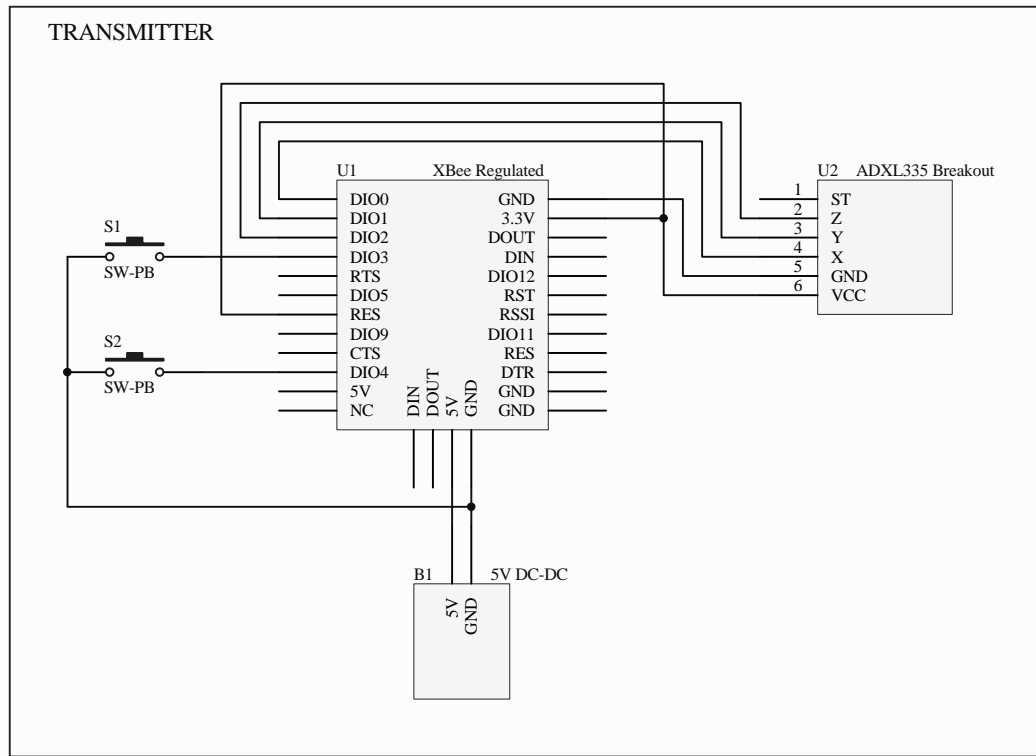 TRANSMITTER
U1 XBee Regulated
DIO0
DIO1
DIO2
DIO3
RTS
DIO5
RES
DIO9
CTS
DIO4
5V
NC
DIN
DOUT
5V
GND
GND
3.3V
DOUT
DIN
DIO12
RST
RSSI
DIO11
RES
DTR
GND
GND
U2 ADXL335 Breakout
1 ST
2 Z
3 Y
4 X
5 GND
6 VCC
S1
SW-PB
S2
SW-PB
B1 5V DC-DC
5V
GND